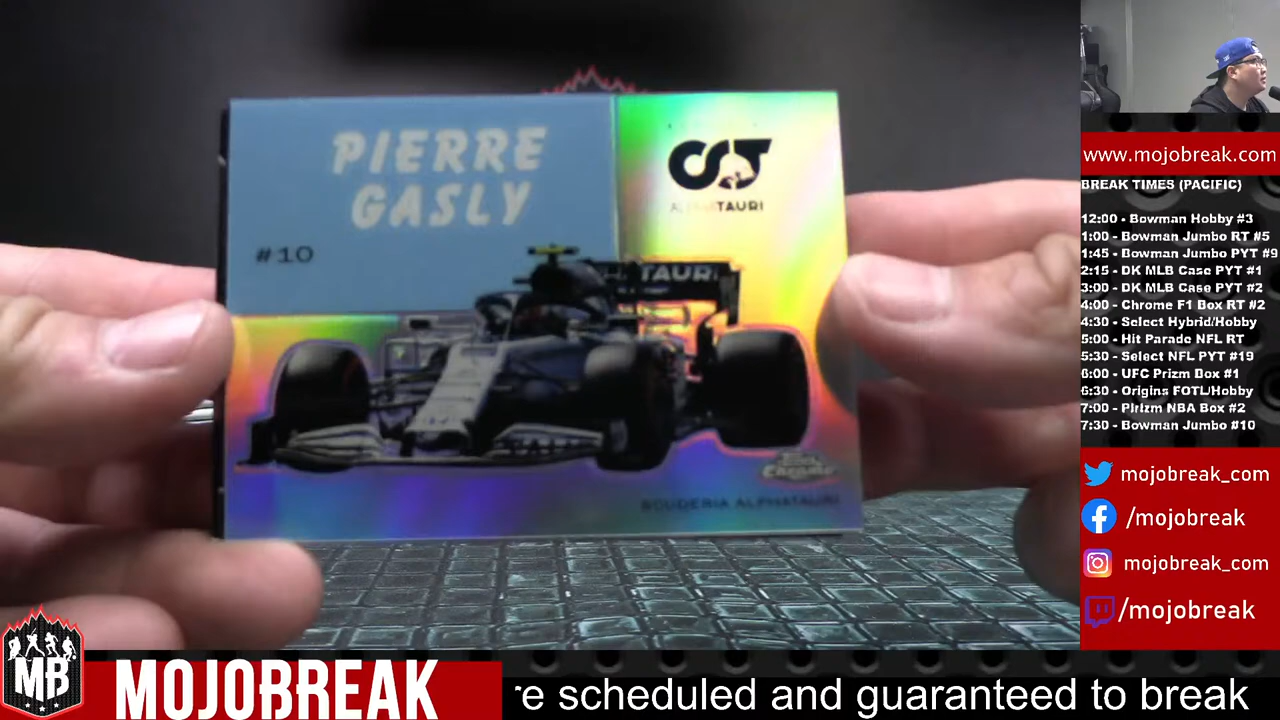 PIERRE
GASLY
#10
ALPHATAURI
TAURI
Topps
Chrome
SCUDERIA ALPHATAURI
www.mojobreak.com
BREAK TIMES (PACIFIC)
12:00 - Bowman Hobby #3
1:00 - Bowman Jumbo RT #5
1:45 - Bowman Jumbo PYT #9
2:15 - DK MLB Case PYT #1
3:00 - DK MLB Case PYT #2
4:00 - Chrome F1 Box RT #2
4:30 - Select Hybrid/Hobby
5:00 - Hit Parade NFL RT
5:30 - Select NFL PYT #19
6:00 - UFC Prizm Box #1
6:30 - Origins FOTL/Hobby
7:00 - Pirizm NBA Box #2
7:30 - Bowman Jumbo #10
mojobreak_com
/mojobreak
mojobreak_com
/mojobreak
MB
MOJOBREAK
e scheduled and guaranteed to break